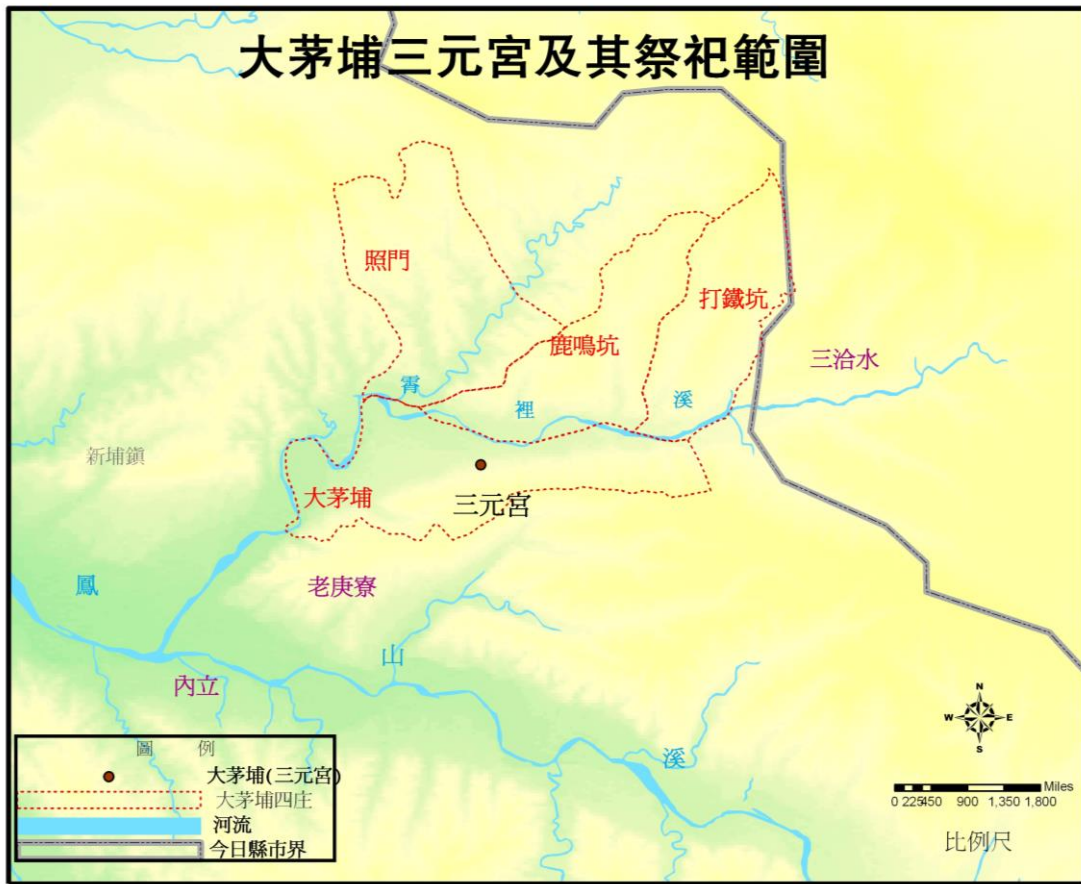 大茅埔三元宮及其祭祀範圍
照門
打鐵坑
鹿鳴坑
三洽水
霄
裡
溪
新埔鎮
大茅埔
三元宮
鳳
老庚寮
山
內立
溪
N
W
E
S
圖 例
大茅埔(三元宮)
大茅埔四庄
河流
今日縣市界
Miles
0 225450 900 1,350 1,800
比例尺